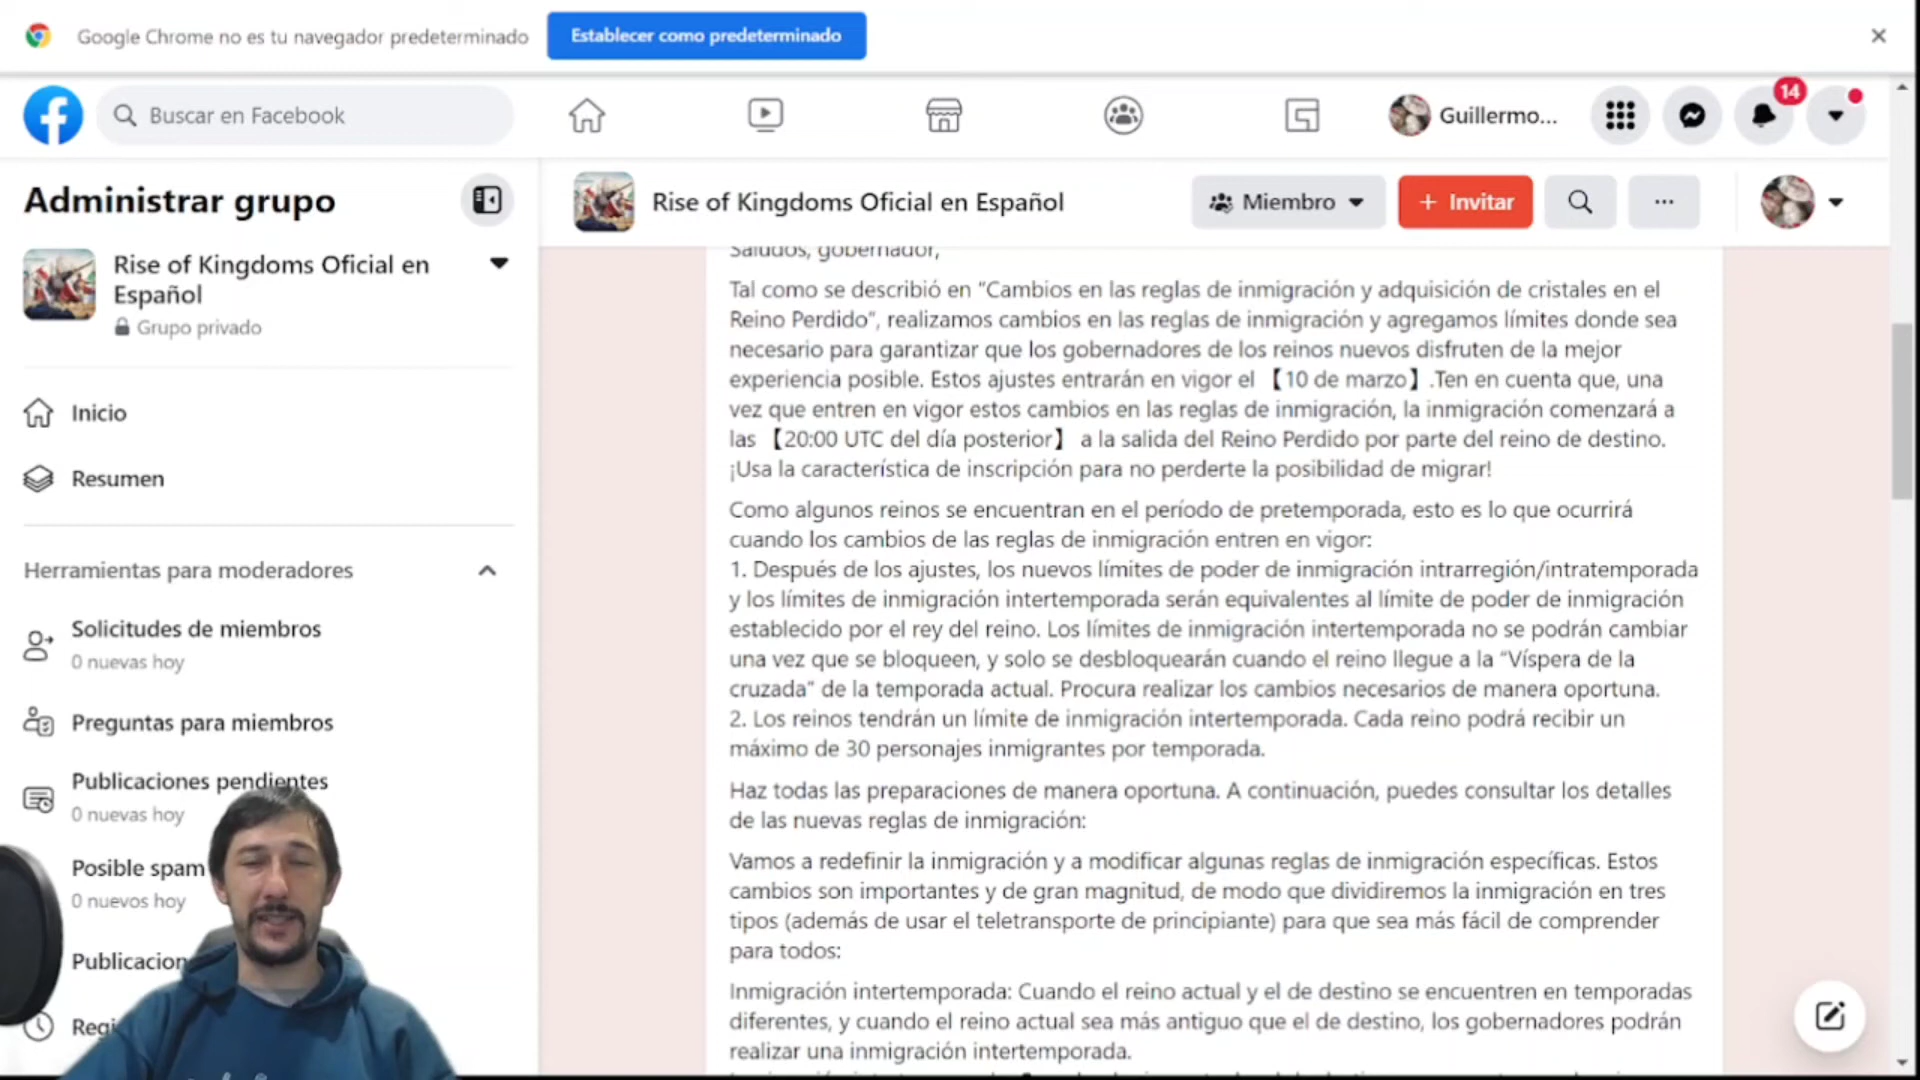 Google Chrome no es tu navegador predeterminado
Establecer como predeterminado
Buscar en Facebook
Guillermo...
14
Administrar grupo
Rise of Kingdoms Oficial en
Español
Grupo privado
Inicio
Resumen
Herramientas para moderadores
Solicitudes de miembros
0 nuevas hoy
Preguntas para miembros
Publicaciones pendientes
0 nuevas hoy
Posible spam
0 nuevos hoy
Rise of Kingdoms Oficial en Español
Miembro
+ Invitar
Saludos, gobernador,
Tal como se describió en “Cambios en las reglas de inmigración y adquisición de cristales en el
Reino Perdido”, realizamos cambios en las reglas de inmigración y agregamos límites donde sea
necesario para garantizar que los gobernadores de los reinos nuevos disfruten de la mejor
experiencia posible. Estos ajustes entrarán en vigor el 【10 de marzo】.Ten en cuenta que, una
vez que entren en vigor estos cambios en las reglas de inmigración, la inmigración comenzará a
las 【20:00 UTC del día posterior】 a la salida del Reino Perdido por parte del reino de destino.
¡Usa la característica de inscripción para no perderte la posibilidad de migrar!
Como algunos reinos se encuentran en el período de pretemporada, esto es lo que ocurrirá
cuando los cambios de las reglas de inmigración entren en vigor:
1. Después de los ajustes, los nuevos límites de poder de inmigración intrarregión/intratemporada
y los límites de inmigración intertemporada serán equivalentes al límite de poder de inmigración
establecido por el rey del reino. Los límites de inmigración intertemporada no se podrán cambiar
una vez que se bloqueen, y solo se desbloquearán cuando el reino llegue a la “Víspera de la
cruzada” de la temporada actual. Procura realizar los cambios necesarios de manera oportuna.
2. Los reinos tendrán un límite de inmigración intertemporada. Cada reino podrá recibir un
máximo de 30 personajes inmigrantes por temporada.
Haz todas las preparaciones de manera oportuna. A continuación, puedes consultar los detalles
de las nuevas reglas de inmigración:
Vamos a redefinir la inmigración y a modificar algunas reglas de inmigración específicas. Estos
cambios son importantes y de gran magnitud, de modo que dividiremos la inmigración en tres
tipos (además de usar el teletransporte de principiante) para que sea más fácil de comprender
para todos:
Inmigración intertemporada: Cuando el reino actual y el de destino se encuentren en temporadas
diferentes, y cuando el reino actual sea más antiguo que el de destino, los gobernadores podrán
realizar una inmigración intertemporada.